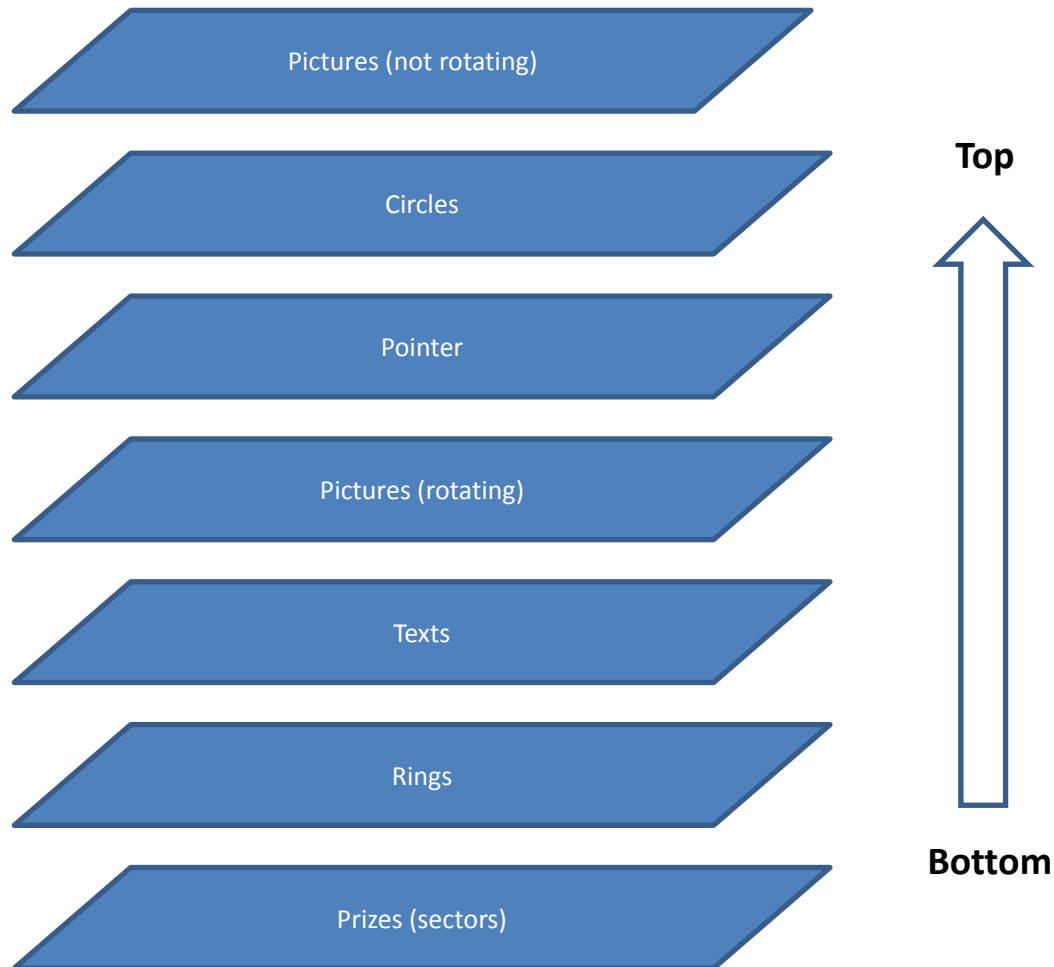 Pictures (not rotating)
Top
Circles
Pointer
Pictures (rotating)
Texts
Rings
Bottom
Prizes (sectors)